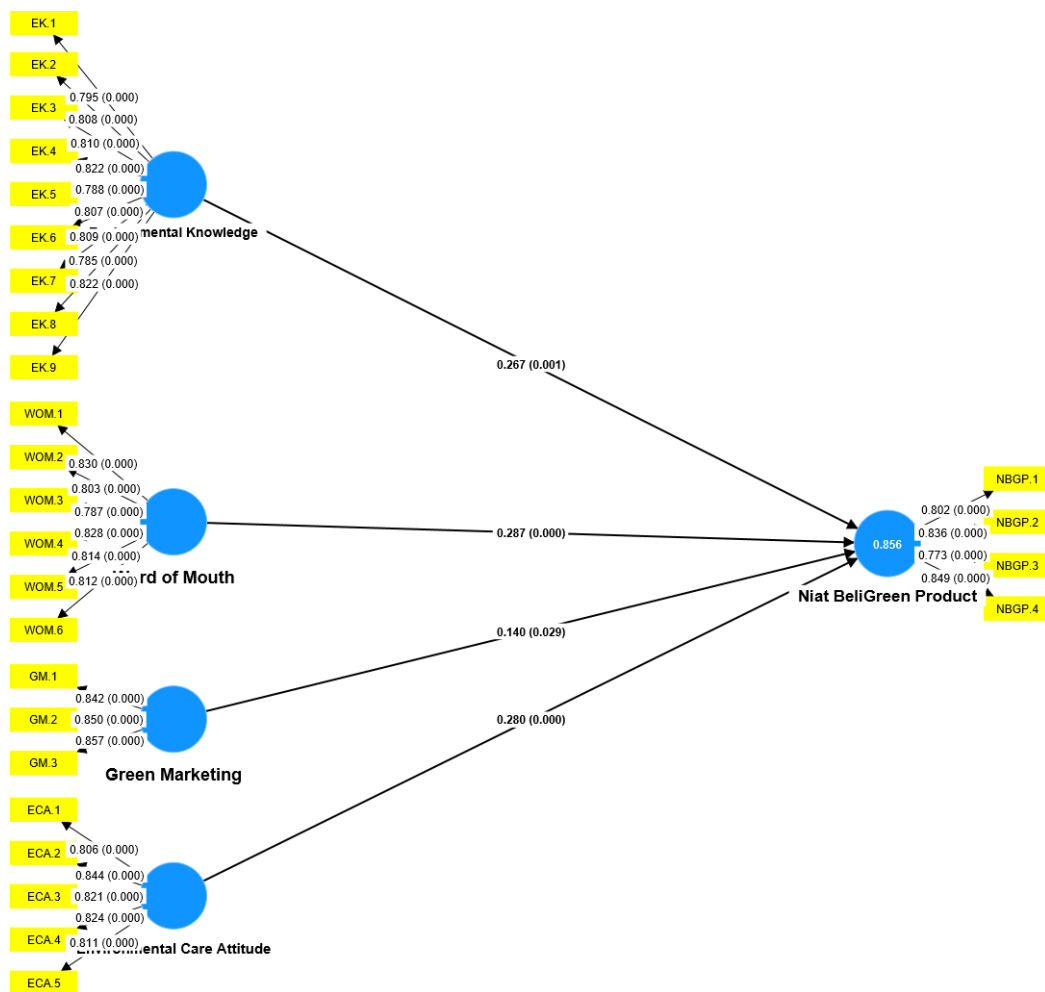 EK.1
EK.2
EK.3
EK.4
EK.5
EK.6
EK.7
EK.8
EK.9
0.795 (0.000)
0.808 (0.000)
0.810 (0.000)
0.822 (0.000)
0.788 (0.000)
0.807 (0.000)
0.809 (0.000)
0.785 (0.000)
0.822 (0.000)
Knowledge
0.267 (0.001)
WOM.1
WOM.2
WOM.3
WOM.4
WOM.5
WOM.6
0.830 (0.000)
0.803 (0.000)
0.787 (0.000)
0.828 (0.000)
0.814 (0.000)
0.812 (0.000)
of Mouth
0.287 (0.000)
GM.1
GM.2
GM.3
0.842 (0.000)
0.850 (0.000)
0.857 (0.000)
Green Marketing
0.140 (0.029)
ECA.1
ECA.2
ECA.3
ECA.4
ECA.5
0.806 (0.000)
0.844 (0.000)
0.821 (0.000)
0.824 (0.000)
0.811 (0.000)
Environmental Care Attitude
0.280 (0.000)
0.856
Niat BeliGreen Product
0.802 (0.000)
0.836 (0.000)
0.773 (0.000)
0.849 (0.000)
NBGP.1
NBGP.2
NBGP.3
NBGP.4